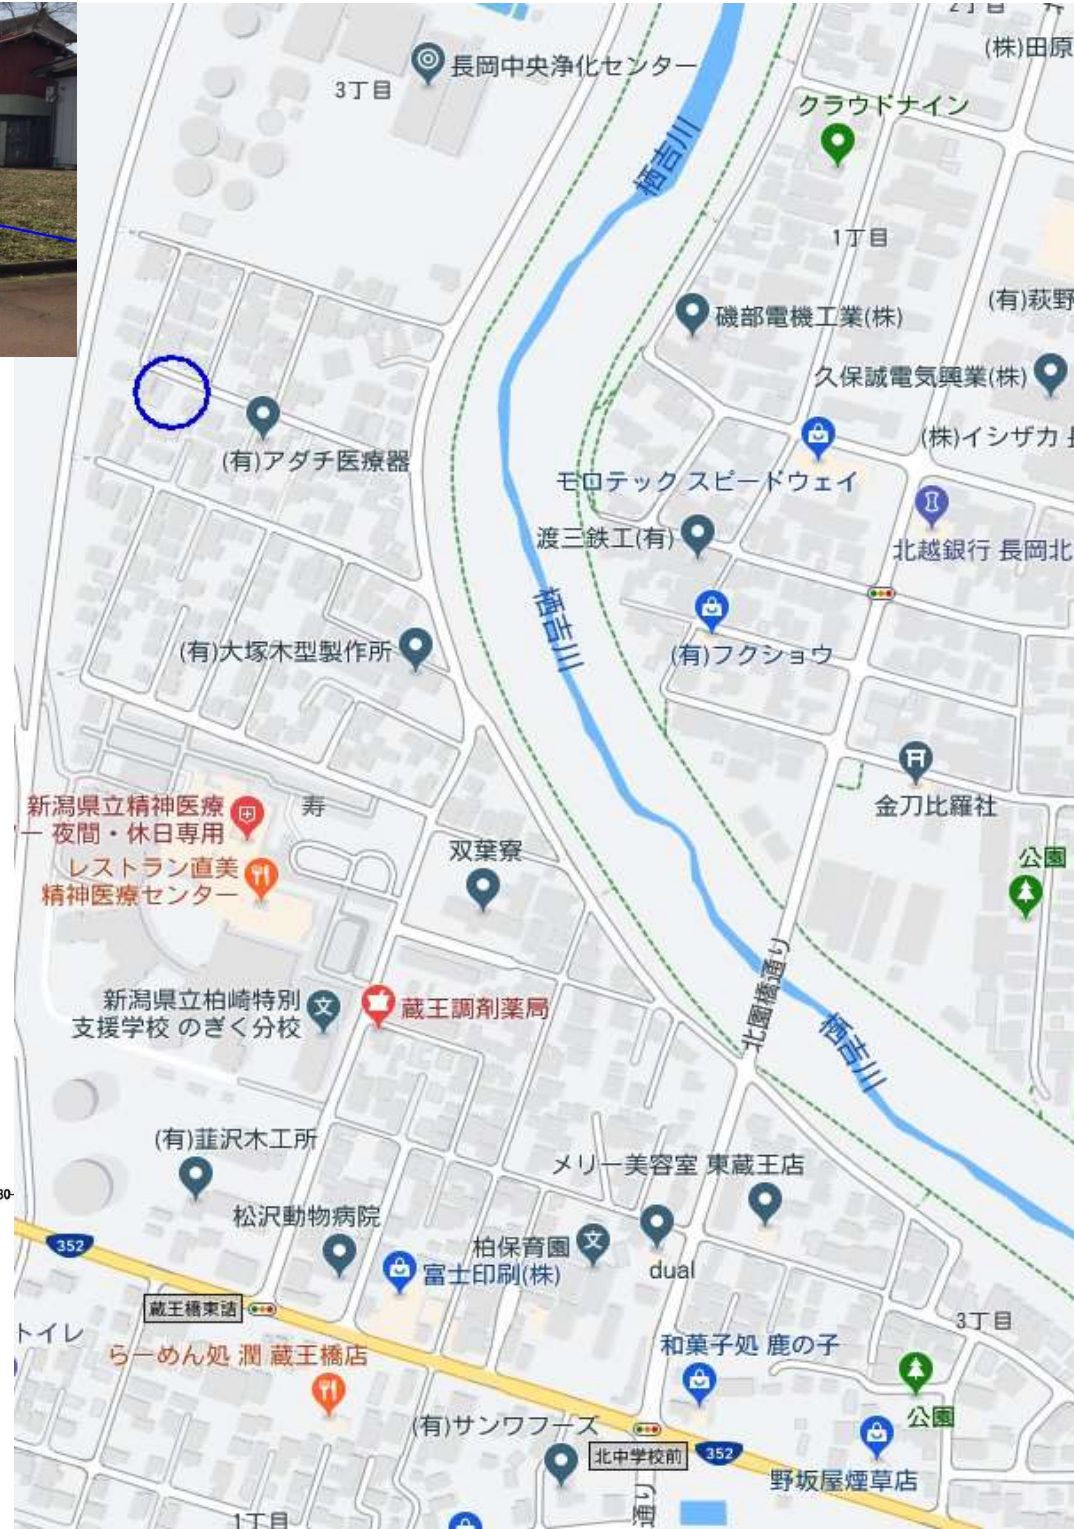 2丁目
(株)田原
長岡中央浄化センター
3丁目
クラウドナイン
栖吉川
1丁目
(有)萩野
磯部電機工業(株)
久保誠電気興業(株)
(株)イシザカ
(有)アダチ医療器
モロテック スピードウェイ
渡三鉄工(有)
北越銀行 長岡北
栖吉川
(有)大塚木型製作所
(有)フクショウ
金刀比羅社
新潟県立精神医療
ー 夜間・休日専用
寿
双葉寮
公園
レストラン直美
精神医療センター
北園橋通り
新潟県立柏崎特別
支援学校 のぎく分校
蔵王調剤薬局
栖吉川
(有)韮沢木工所
メリー美容室 東蔵王店
30
松沢動物病院
352
柏保育園
富士印刷(株)
dual
蔵王橋東詰
3丁目
トイレ
らーめん処 潤 蔵王橋店
和菓子処 鹿の子
(有)サンワフーズ
公園
北中学校前
352
野坂屋煙草店
通り
1丁目